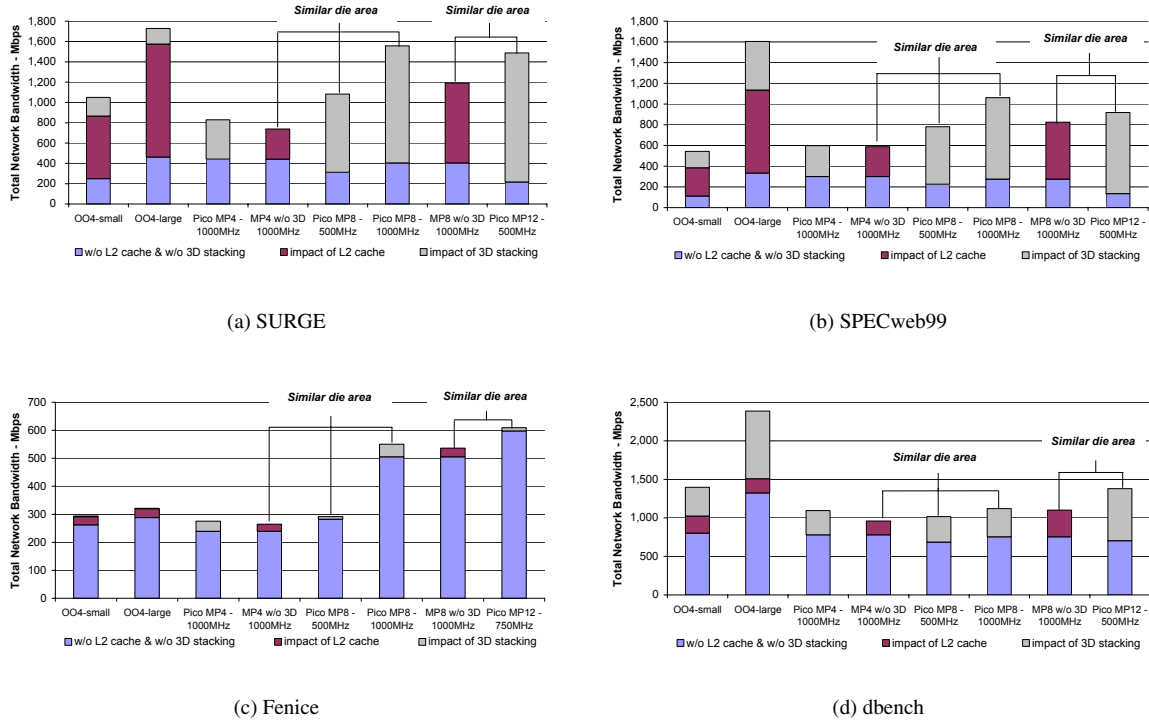 Similar die area
Similar die area
Total Network Bandwidth - Mbps
1,800
1,600
1,400
1,200
1,000
800
600
400
200
0
OO4-small OO4-large Pico MP4 - 1000MHz MP4 w/o 3D 1000MHz Pico MP8 - 500MHz Pico MP8 - 1000MHz MP8 w/o 3D 1000MHz Pico MP12 - 500MHz
w/o L2 cache & w/o 3D stacking impact of L2 cache impact of 3D stacking
(a) SURGE
Similar die area
Similar die area
Total Network Bandwidth - Mbps
1,800
1,600
1,400
1,200
1,000
800
600
400
200
0
OO4-small OO4-large Pico MP4 - 1000MHz MP4 w/o 3D 1000MHz Pico MP8 - 500MHz Pico MP8 - 1000MHz MP8 w/o 3D 1000MHz Pico MP12 - 500MHz
w/o L2 cache & w/o 3D stacking impact of L2 cache impact of 3D stacking
(b) SPECweb99
Similar die area
Similar die area
Total Network Bandwidth - Mbps
700
600
500
400
300
200
100
0
OO4-small OO4-large Pico MP4 - 1000MHz MP4 w/o 3D 1000MHz Pico MP8 - 500MHz Pico MP8 - 1000MHz MP8 w/o 3D 1000MHz Pico MP12 - 750MHz
w/o L2 cache & w/o 3D stacking impact of L2 cache impact of 3D stacking
(c) Fenice
Similar die area
Similar die area
Total Network Bandwidth - Mbps
2,500
2,000
1,500
1,000
500
0
OO4-small OO4-large Pico MP4 - 1000MHz MP4 w/o 3D 1000MHz Pico MP8 - 500MHz Pico MP8 - 1000MHz MP8 w/o 3D 1000MHz Pico MP12 - 500MHz
w/o L2 cache & w/o 3D stacking impact of L2 cache impact of 3D stacking
(d) dbench